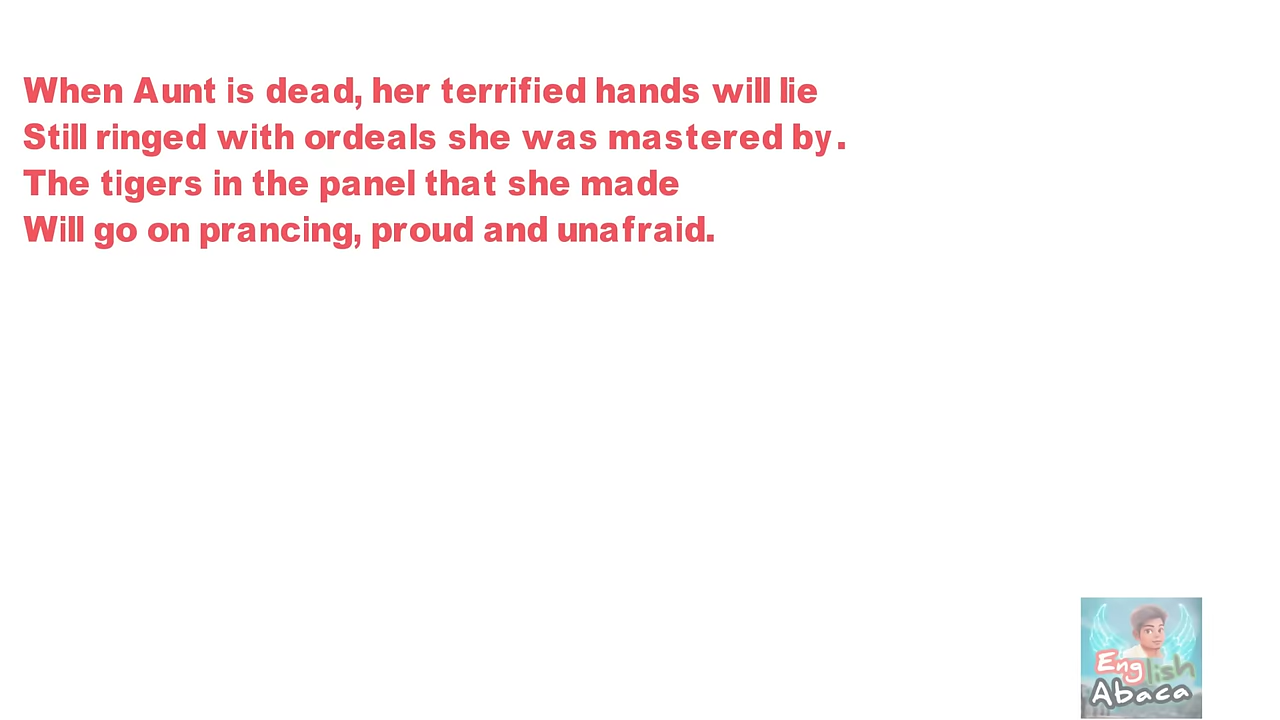 When Aunt is dead, her terrified hands will lie
Still ringed with ordeals she was mastered by.
The tigers in the panel that she made
Will go on prancing, proud and unafraid.
English
Abaca